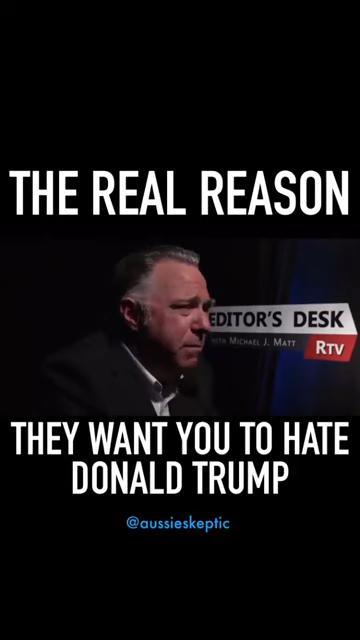 THE REAL REASON
EDITOR'S DESK
WITH MICHAEL J. MATT
RTV
THEY WANT YOU TO HATE
DONALD TRUMP
@aussieskeptic